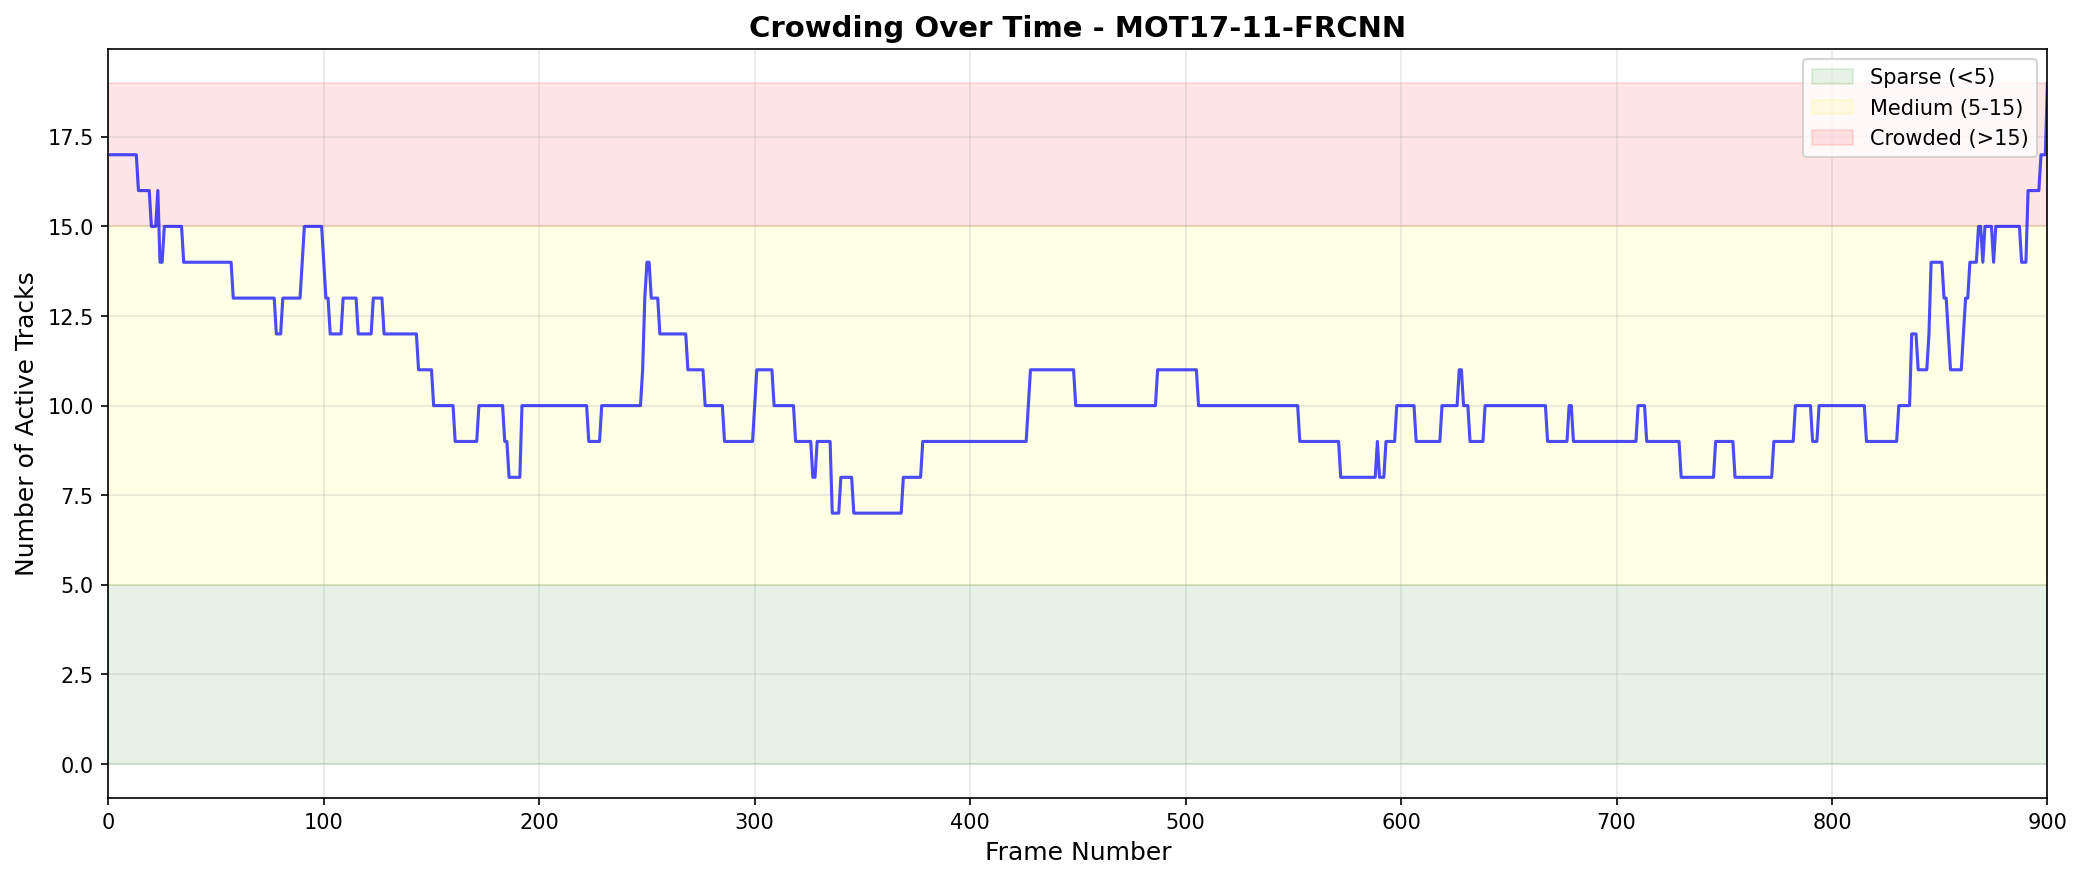 Crowding Over Time - MOT17-11-FRCNN
Sparse (<5)
Medium (5-15)
Crowded (>15)
Number of Active Tracks
17.5
15.0
12.5
10.0
7.5
5.0
2.5
0.0
0 100 200 300 400 500 600 700 800 900
Frame Number